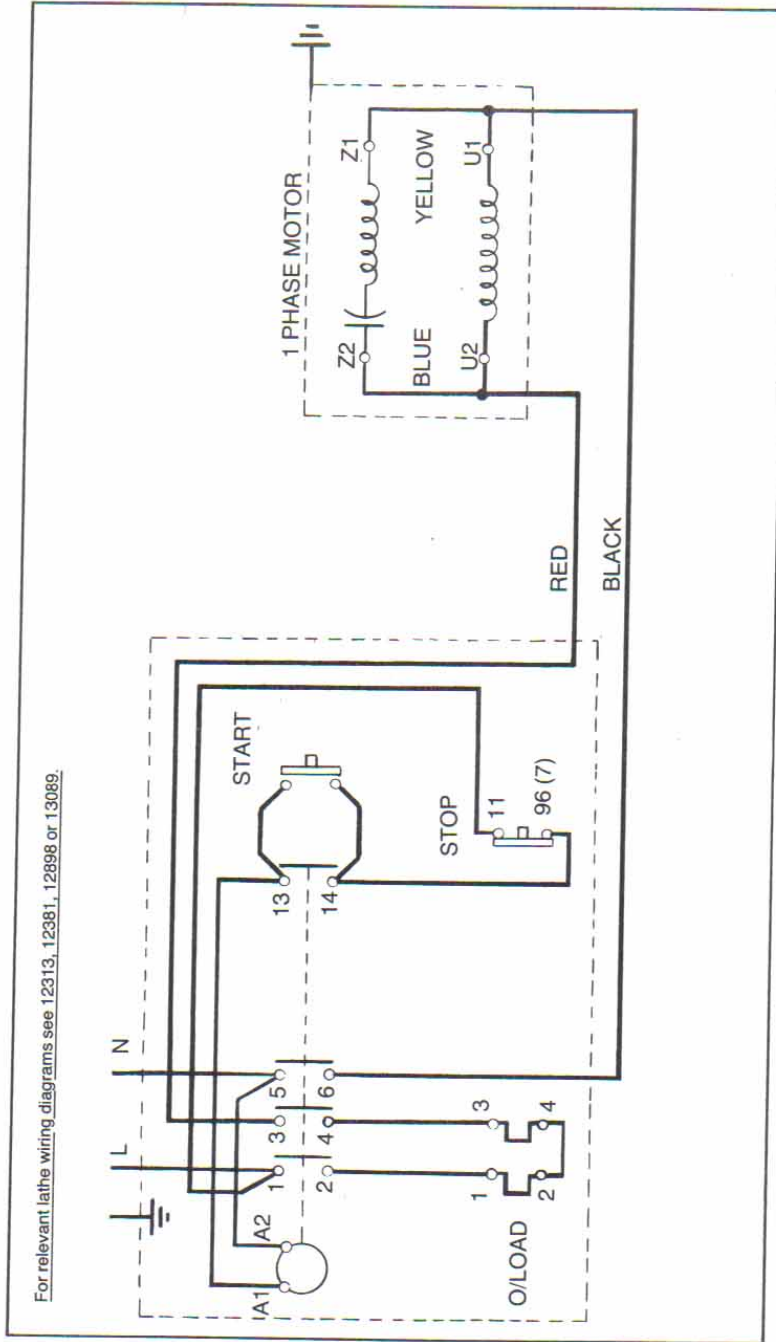 For relevant lathe wiring diagrams see 12313, 12381, 12898 or 13089.
L
N
1 PHASE MOTOR
START
Z2
Z1
A1
A2
1
3
5
13
BLUE
YELLOW
2
4
6
14
STOP
U2
U1
11
O/LOAD
1
3
96 (7)
2
4
RED
BLACK